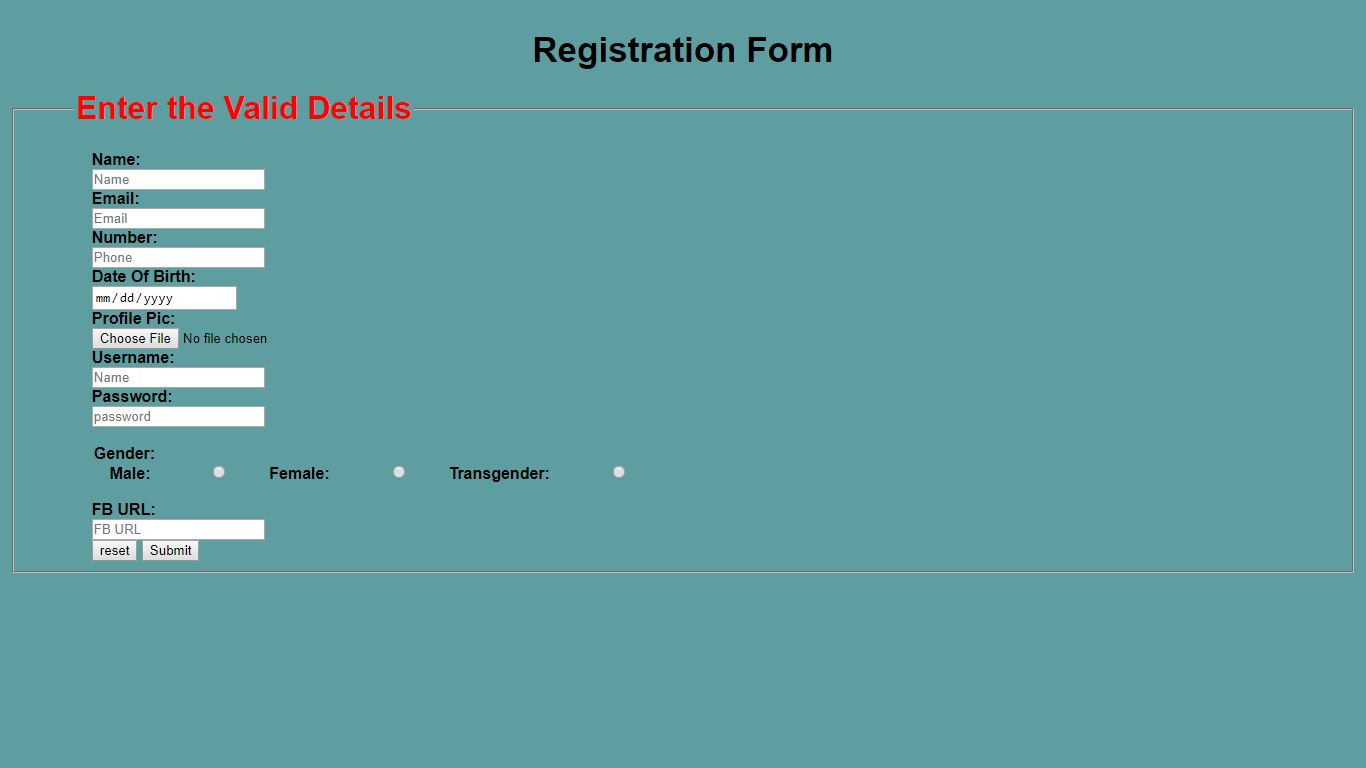 Registration Form
Enter the Valid Details
Name:
Name
Email:
Email
Number:
Phone
Date Of Birth:
mm/dd/yyyy
Profile Pic:
Choose File No file chosen
Username:
Name
Password:
password
Gender:
Male: Female: Transgender:
FB URL:
FB URL
reset Submit